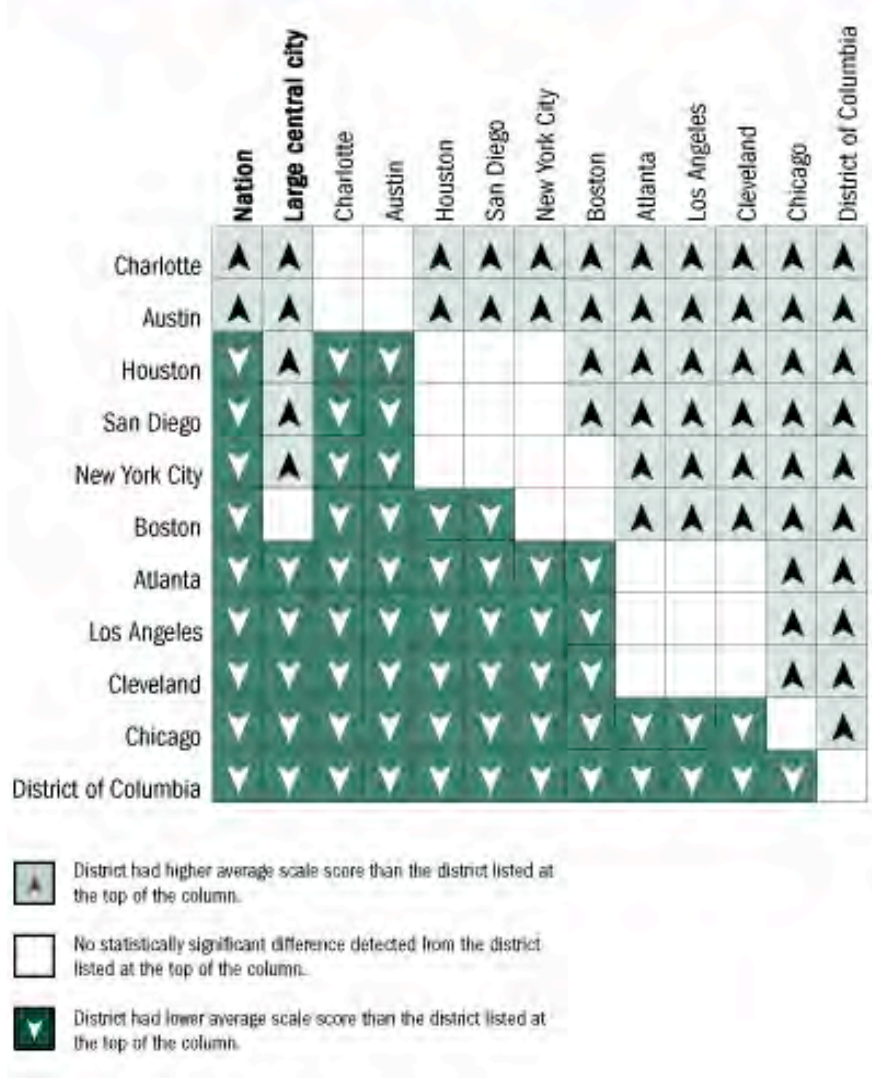 Nation
Large central city
Charlotte
Austin
Houston
San Diego
New York City
Boston
Atlanta
Los Angeles
Cleveland
Chicago
District of Columbia
Charlotte
Austin
Houston
San Diego
New York City
Boston
Atlanta
Los Angeles
Cleveland
Chicago
District of Columbia
District had higher average scale score than the district listed at
the top of the column.
No statistically significant difference detected from the district
listed at the top of the column.
District had lower average scale score than the district listed at
the top of the column.